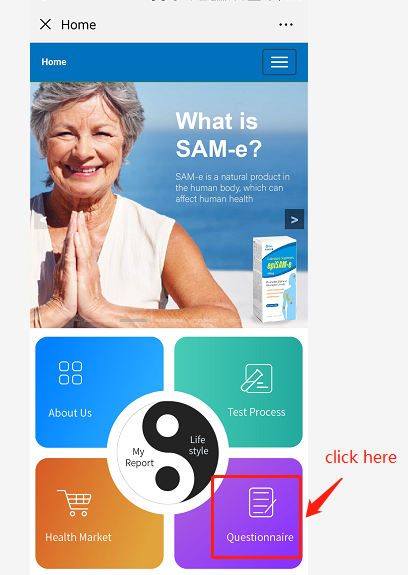 Home
Home
What is
SAM-e?
SAM-e is a natural product in
the human body, which can
affect human health
>
epiSAM-e
About Us
Test Process
My
Report
Life
style
Health Market
Questionnaire
click here